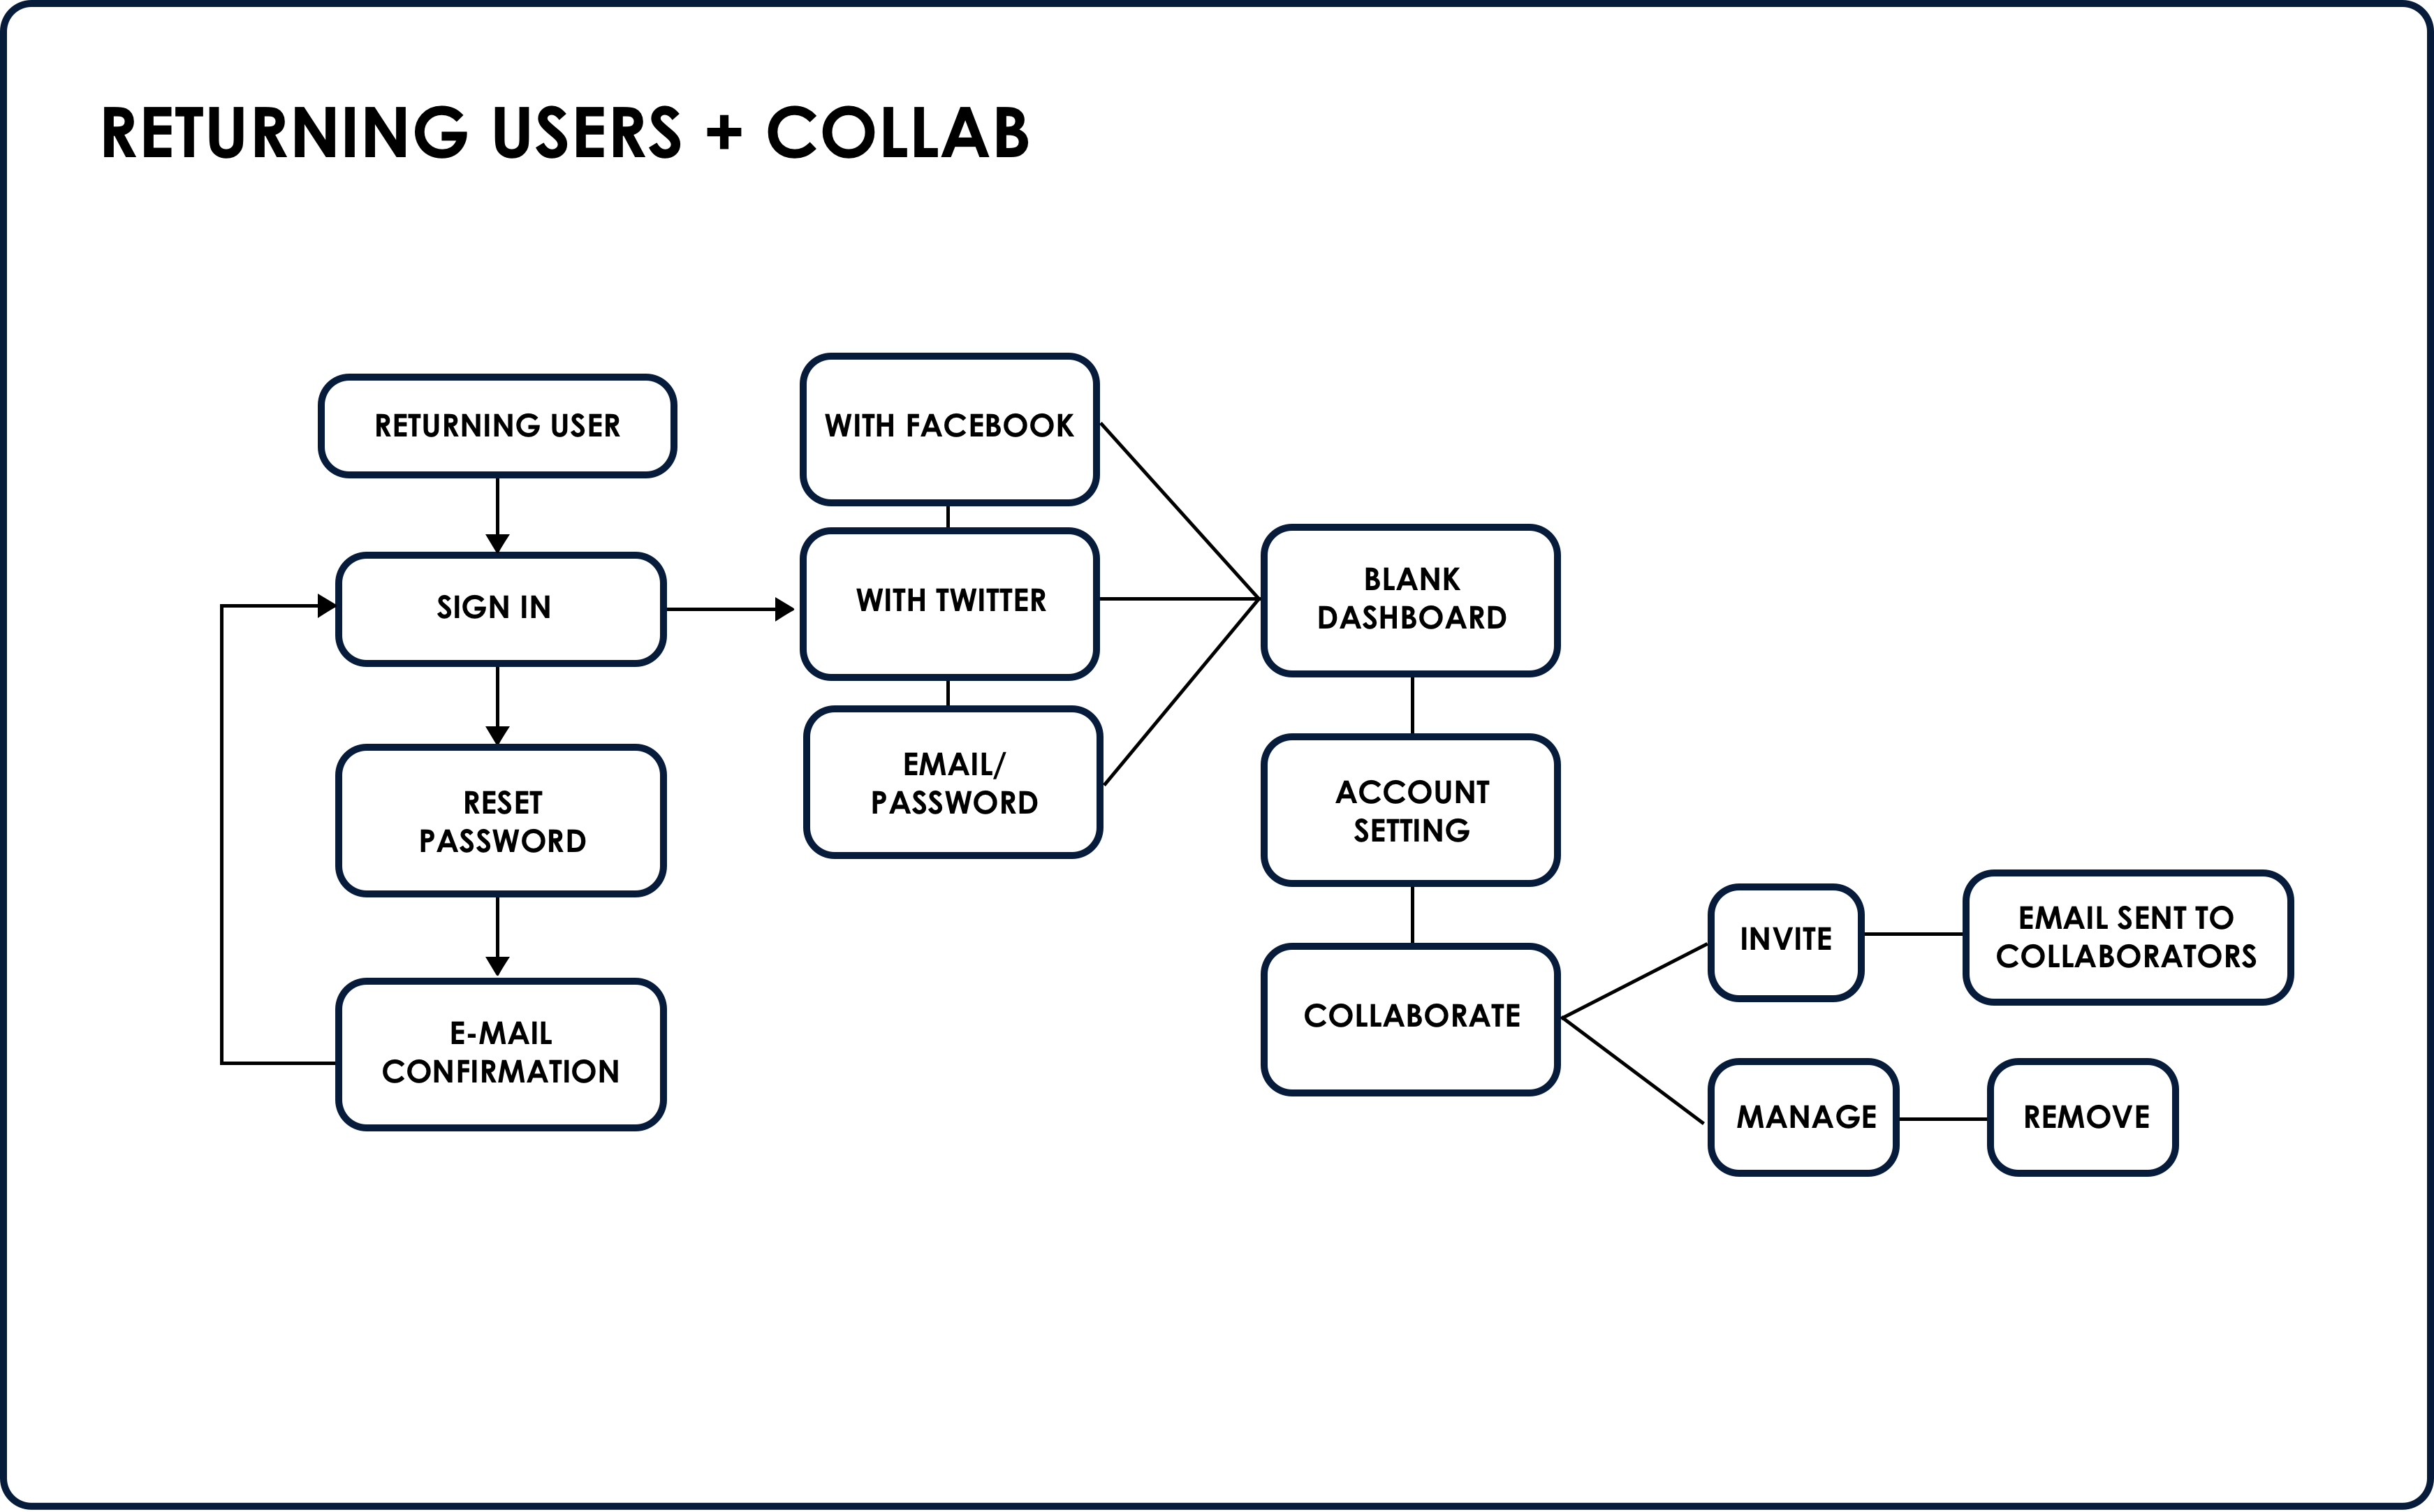 RETURNING USERS + COLLAB
RETURNING USER
SIGN IN
RESET
PASSWORD
E-MAIL
CONFIRMATION
WITH FACEBOOK
WITH TWITTER
EMAIL/
PASSWORD
BLANK
DASHBOARD
ACCOUNT
SETTING
COLLABORATE
INVITE
EMAIL SENT TO
COLLABORATORS
MANAGE
REMOVE